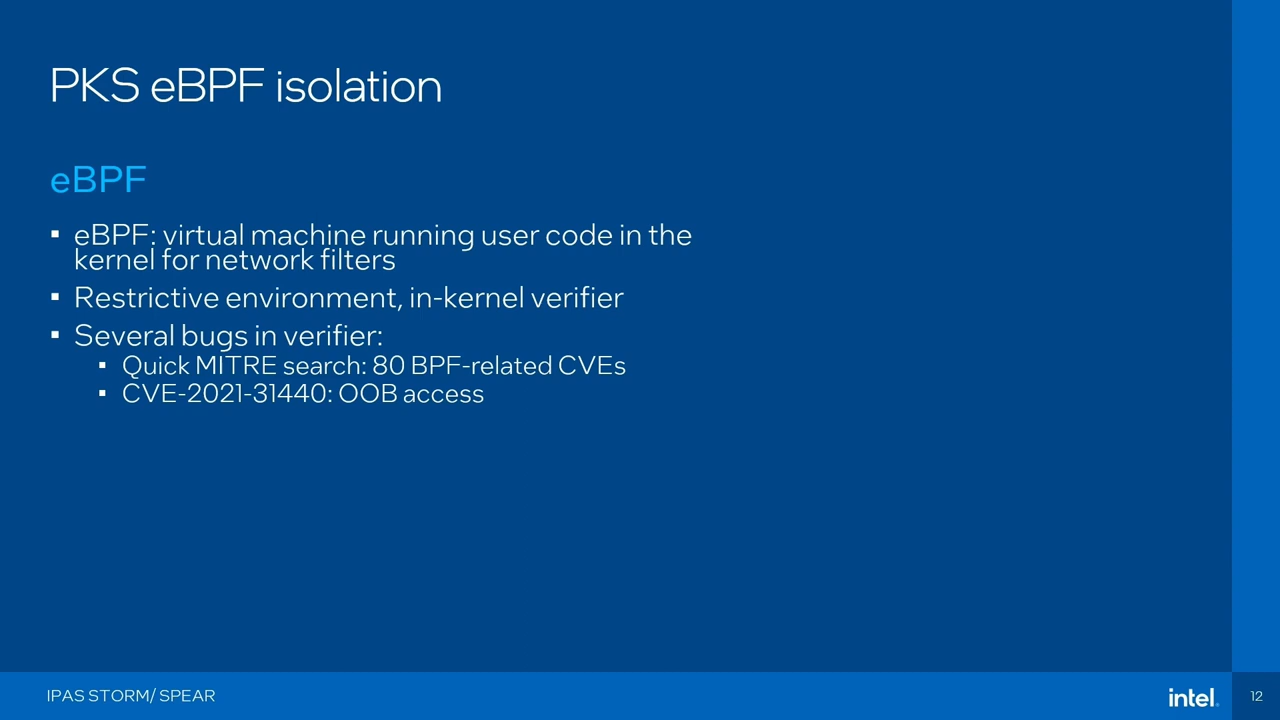 PKS eBPF isolation
eBPF
▪ eBPF: virtual machine running user code in the
kernel for network filters
▪ Restrictive environment, in-kernel verifier
▪ Several bugs in verifier:
▪ Quick MITRE search: 80 BPF-related CVEs
▪ CVE-2021-31440: OOB access
IPAS STORM/ SPEAR
intel.
12